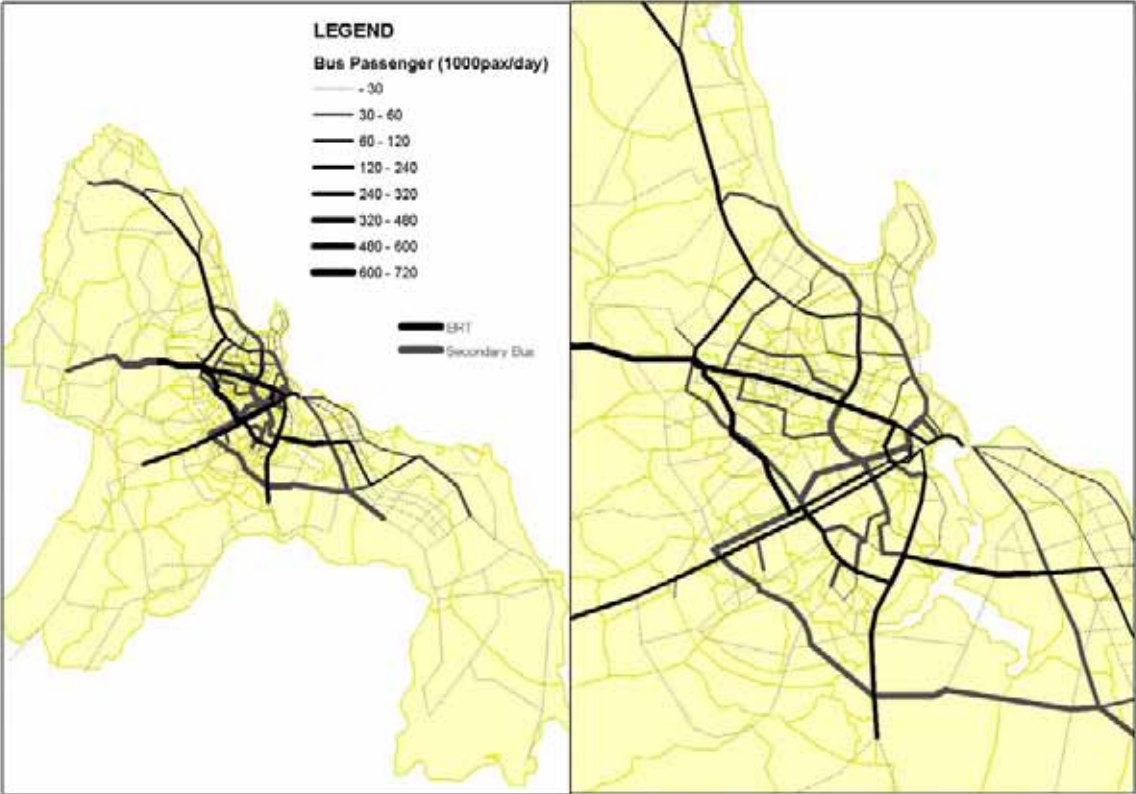 LEGEND
Bus Passenger (1000pax/day)
- 30
30 - 60
60 - 120
120 - 240
240 - 320
320 - 480
480 - 600
600 - 720
BRT
Secondary Bus